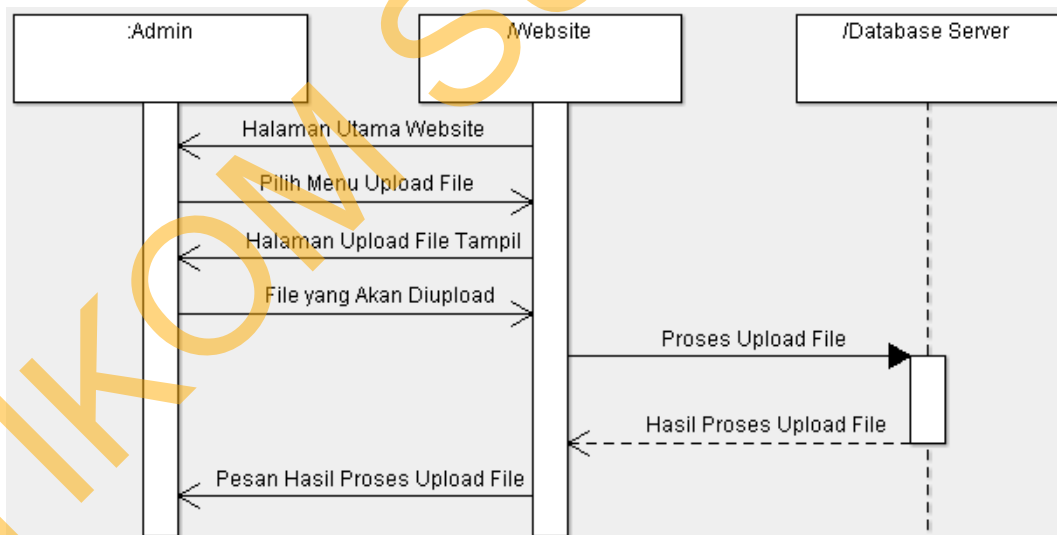 :Admin
/Website
/Database Server
Halaman Utama Website
Pilih Menu Upload File
Halaman Upload File Tampil
File yang Akan Diupload
Proses Upload File
Hasil Proses Upload File
Pesan Hasil Proses Upload File
IKOM S